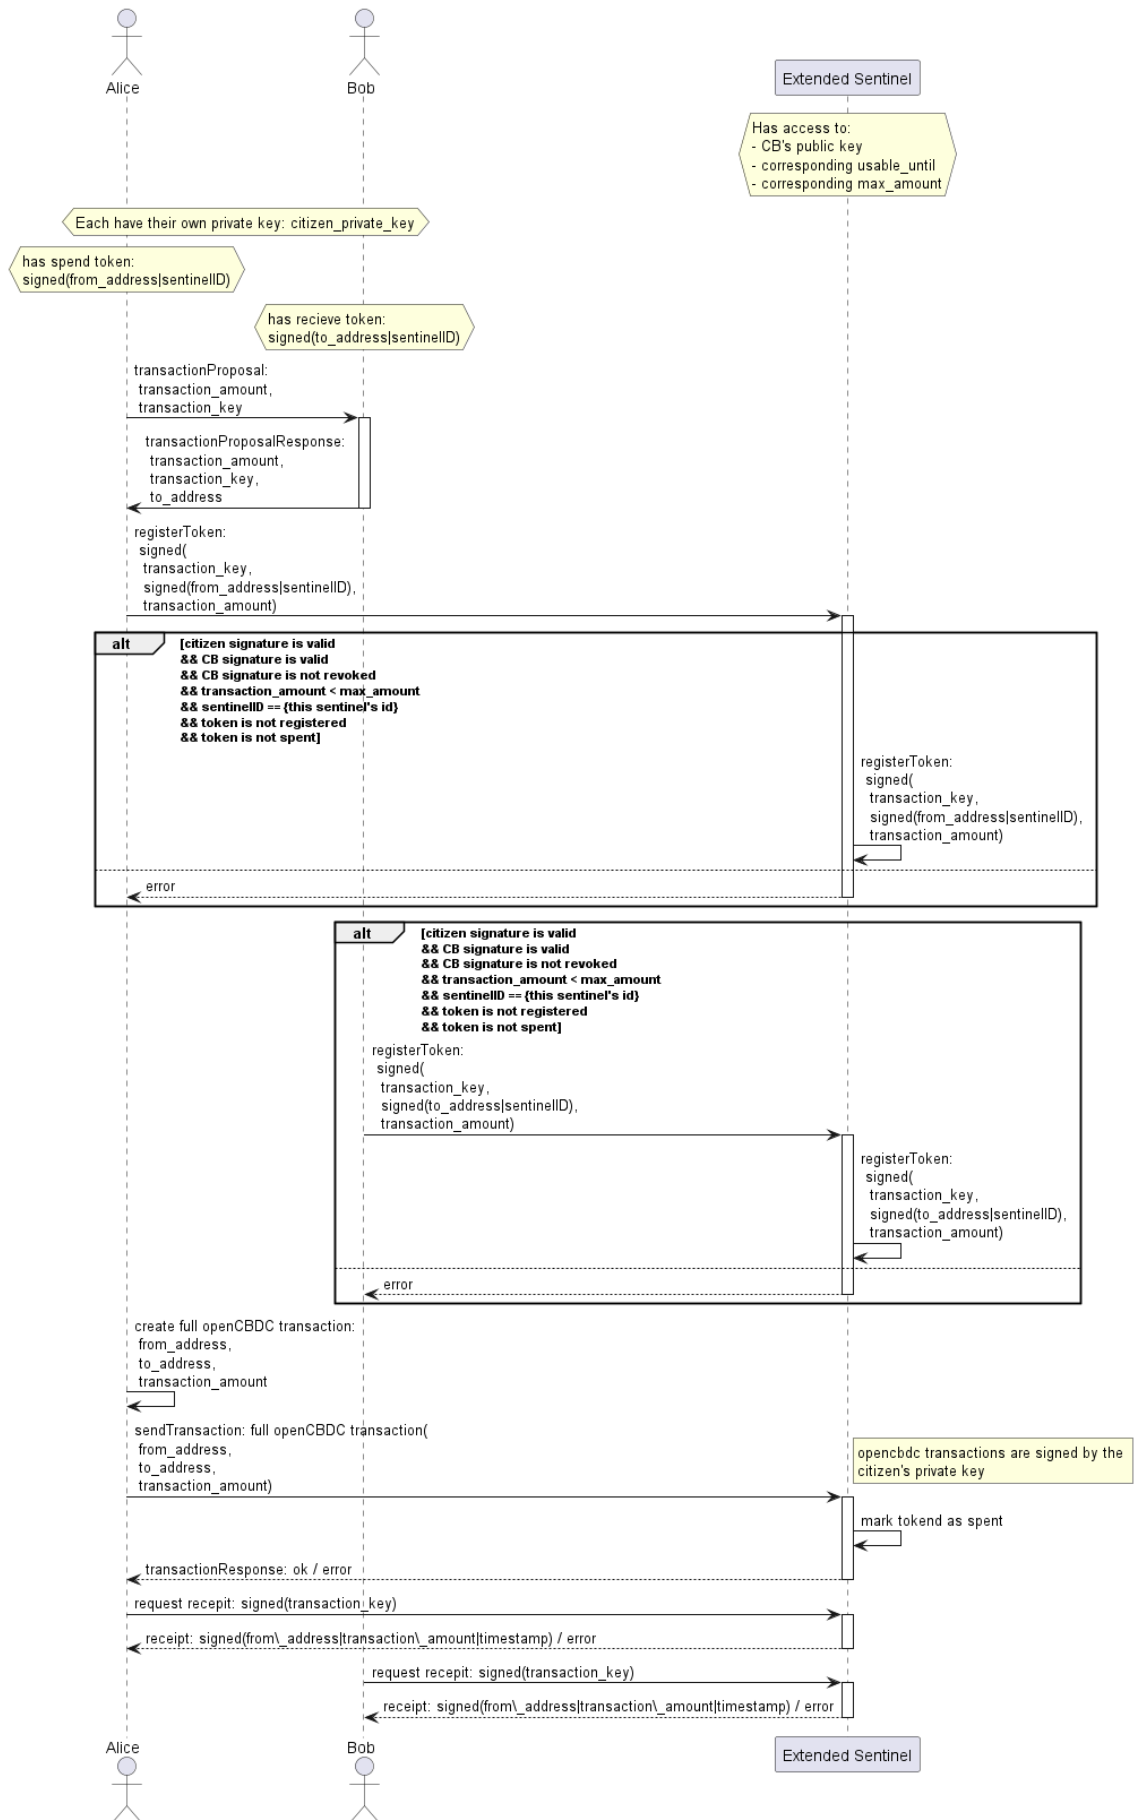 Alice
Bob
Extended Sentinel
Has access to:
- CB's public key
- corresponding usable_until
- corresponding max_amount
Each have their own private key: citizen_private_key
has spend token:
signed(from_address|sentinelID)
has recieve token:
signed(to_address|sentinelID)
transactionProposal:
transaction_amount,
transaction_key
transactionProposalResponse:
transaction_amount,
transaction_key,
to_address
registerToken:
signed(
transaction_key,
signed(from_address|sentinelID),
transaction_amount)
alt
[citizen signature is valid
&& CB signature is valid
&& CB signature is not revoked
&& transaction_amount < max_amount
&& sentinelID == {this sentinel's id}
&& token is not registered
&& token is not spent]
registerToken:
signed(
transaction_key,
signed(from_address|sentinelID),
transaction_amount)
error
alt
[citizen signature is valid
&& CB signature is valid
&& CB signature is not revoked
&& transaction_amount < max_amount
&& sentinelID == {this sentinel's id}
&& token is not registered
&& token is not spent]
registerToken:
signed(
transaction_key,
signed(to_address|sentinelID),
transaction_amount)
registerToken:
signed(
transaction_key,
signed(to_address|sentinelID),
transaction_amount)
error
create full openCBDC transaction:
from_address,
to_address,
transaction_amount
sendTransaction: full openCBDC transaction(
from_address,
to_address,
transaction_amount)
opencbdc transactions are signed by the
citizen's private key
mark tokend as spent
transactionResponse: ok / error
request recepit: signed(transaction_key)
receipt: signed(from\_address|transaction\_amount|timestamp) / error
request recepit: signed(transaction_key)
receipt: signed(from\_address|transaction\_amount|timestamp) / error
Alice
Bob
Extended Sentinel